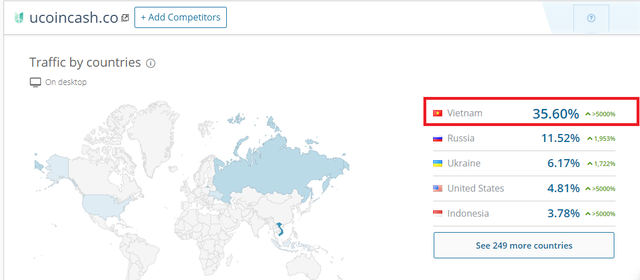 ucoincash.co
+ Add Competitors
?
Traffic by countries
On desktop
Vietnam 35.60% >5000%
Russia 11.52% 1,953%
Ukraine 6.17% 1,722%
United States 4.81% >5000%
Indonesia 3.78% >5000%
See 249 more countries